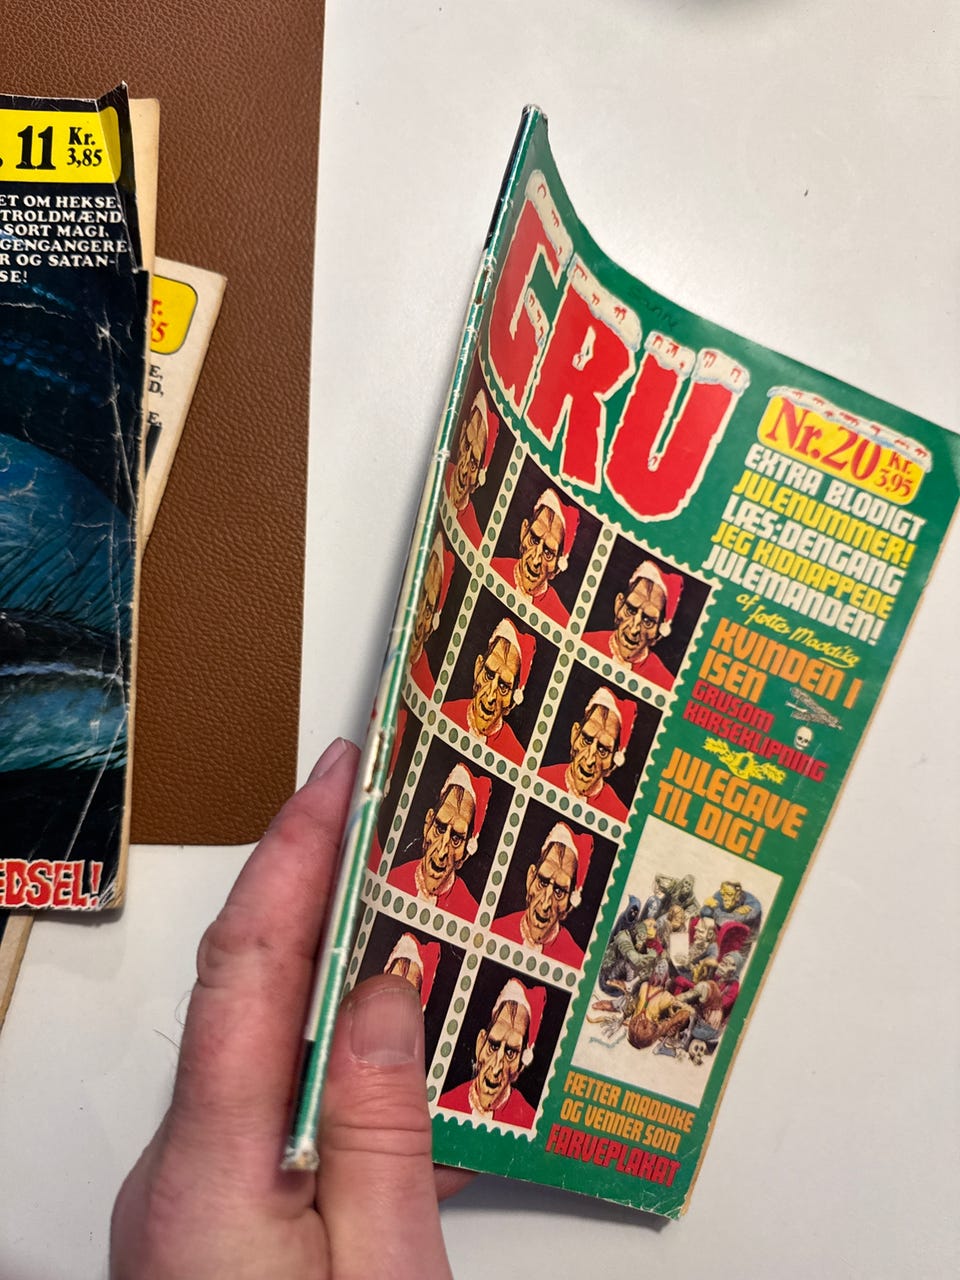 . 11 Kr.
3,85
ET OM HEKSE,
TROLDMÆND
SORT MAGI,
GENGANGERE
R OG SATAN-
SE!
r.
85
E,
D,
E,
EDSEL!
GRU
Nr.20 Kr.
3,95
EXTRA BLODIGT
JULENUMMER!
LÆS:DENGANG
JEG KIDNAPPEDE
JULEMANDEN!
af fætter Maddike
KVINDEN I
ISEN
GRUSOM
KARSEKLIPNING
JULEGAVE
TIL DIG!
FÆTTER MADDIKE
OG VENNER SOM
FARVEPLAKAT